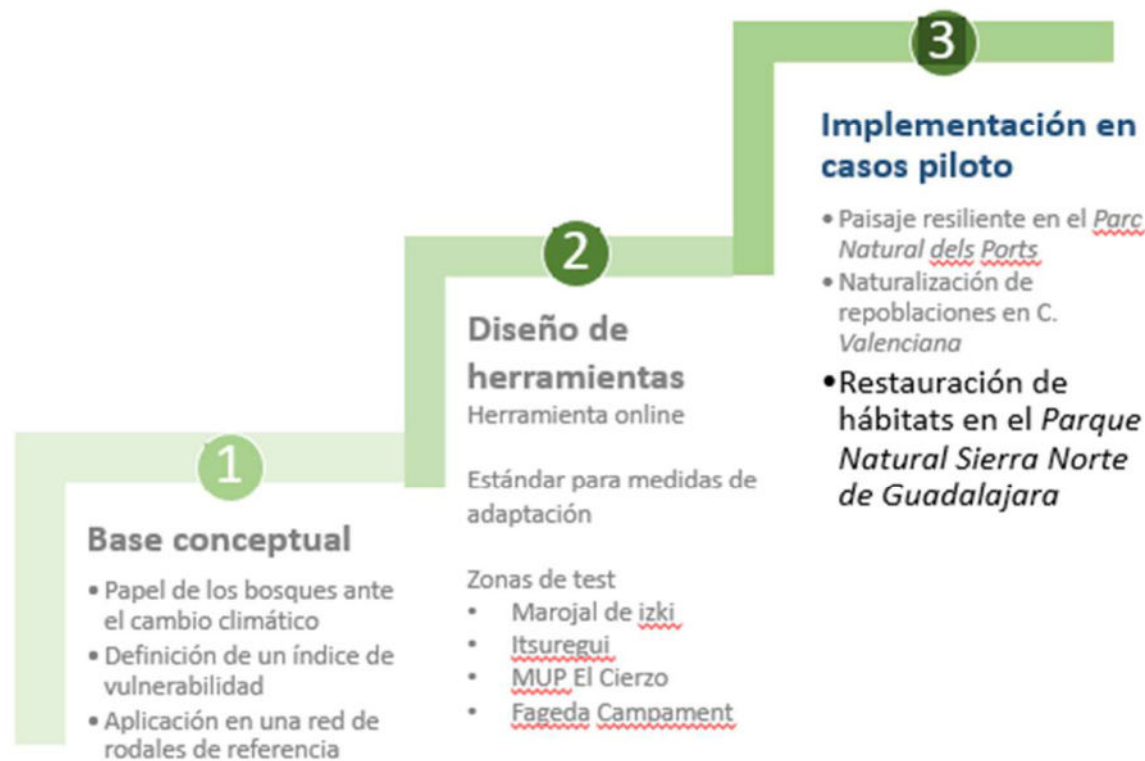 1
Base conceptual
• Papel de los bosques ante
el cambio climático
• Definición de un índice de
vulnerabilidad
• Aplicación en una red de
rodales de referencia
2
Diseño de
herramientas
Herramienta online
Estándar para medidas de
adaptación
Zonas de test
• Marojal de izki
• Itsuregui
• MUP El Cierzo
• Fageda Campament
3
Implementación en
casos piloto
• Paisaje resiliente en el Parc
Natural dels Ports
• Naturalización de
repoblaciones en C.
Valenciana
• Restauración de
hábitats en el Parque
Natural Sierra Norte
de Guadalajara